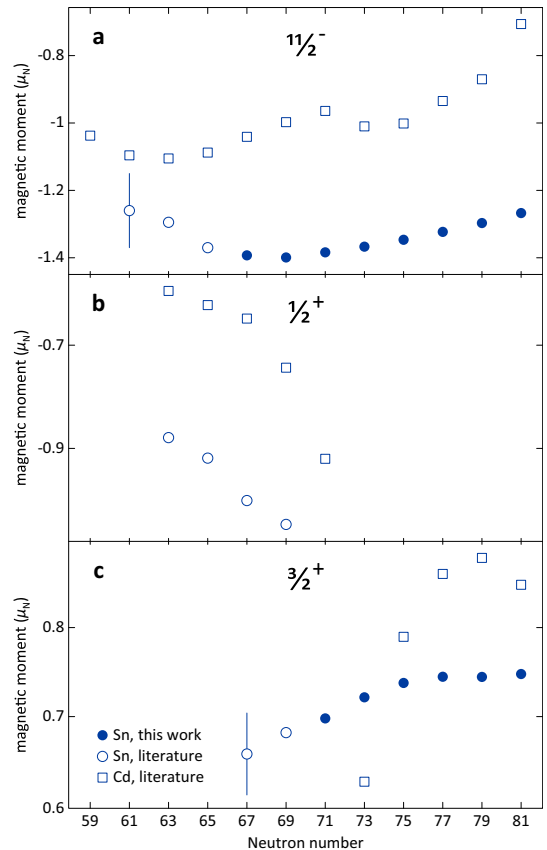 a
¹¹⁄₂⁻
-0.8
-1
-1.2
-1.4
magnetic moment (μN)
b
½⁺
-0.7
-0.9
magnetic moment (μN)
c
³⁄₂⁺
0.8
0.7
0.6
magnetic moment (μN)
Sn, this work
Sn, literature
Cd, literature
59 61 63 65 67 69 71 73 75 77 79 81
Neutron number